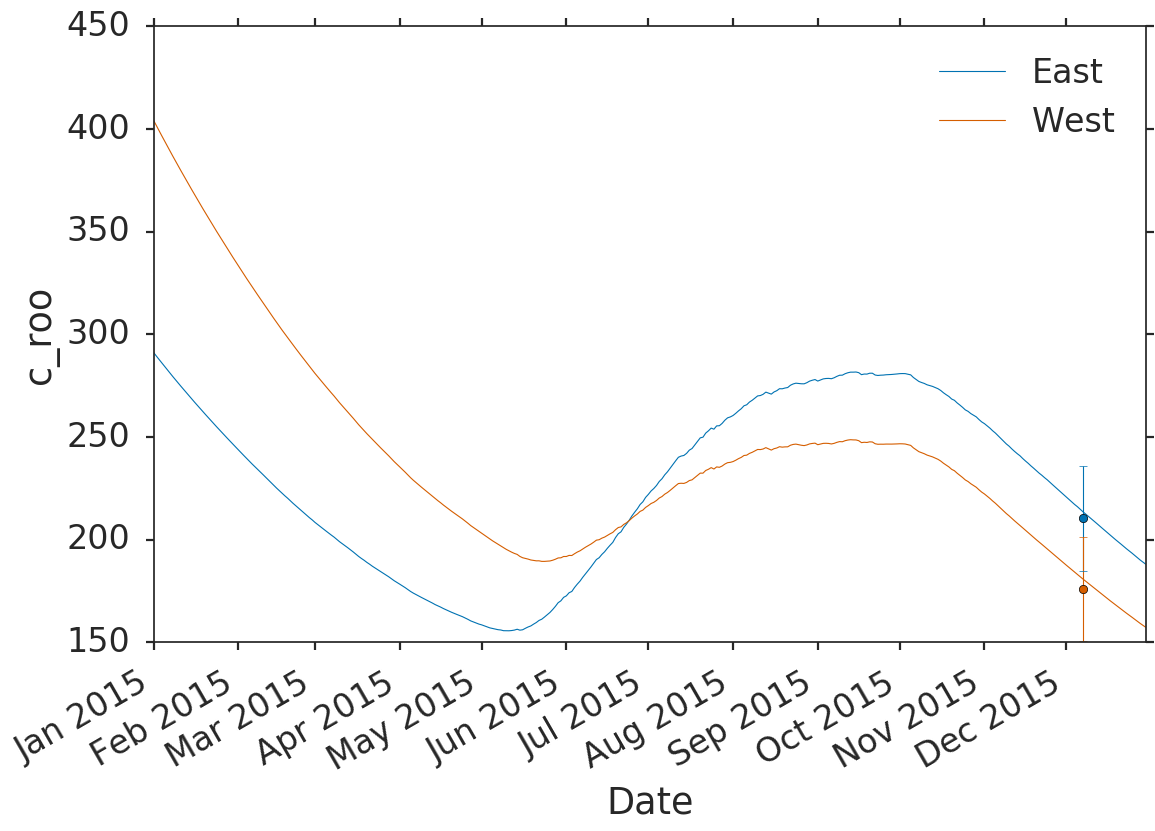 450
400
350
300
250
200
150
c_roo
East
West
Jan 2015
Feb 2015
Mar 2015
Apr 2015
May 2015
Jun 2015
Jul 2015
Aug 2015
Sep 2015
Oct 2015
Nov 2015
Dec 2015
Date